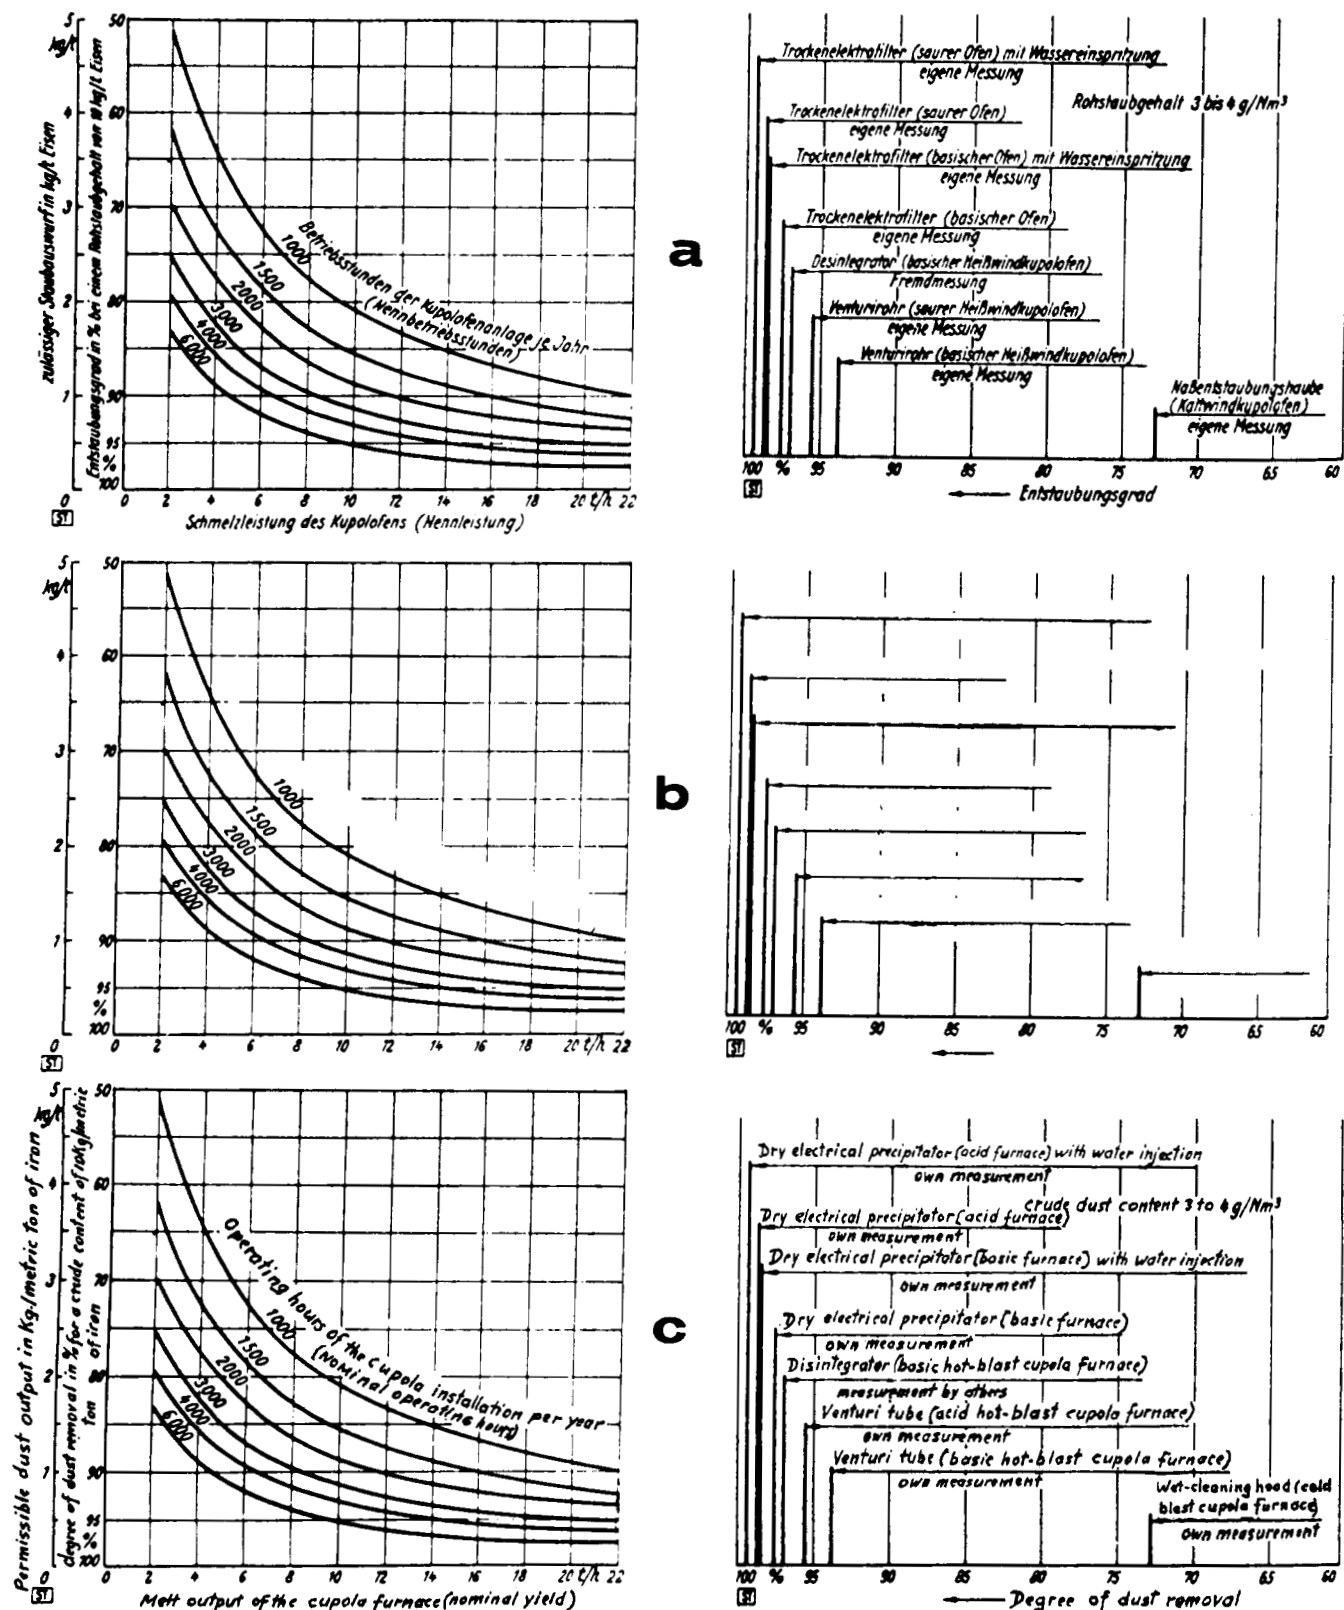 5
kg/t
4
3
2
1
0
zulässiger Staubauswurf in kg/t Eisen
Entstaubungsgrad in % bei einem Rohstaubgehalt von 10 kg/t Eisen
50
60
70
80
90
95
%
100
1000
1500
2000
3000
4000
6000
Betriebsstunden der Kupolofenanlage je Jahr
(Nennbetriebsstunden)
0 2 4 6 8 10 12 14 16 18 20 t/h 22
ST
Schmelzleistung des Kupolofens (Nennleistung)
a
Trockenelektrofilter (saurer Ofen) mit Wassereinspritzung
eigene Messung
Rohstaubgehalt 3 bis 4 g/Nm³
Trockenelektrofilter (saurer Ofen)
eigene Messung
Trockenelektrofilter (basischer Ofen) mit Wassereinspritzung
eigene Messung
Trockenelektrofilter (basischer Ofen)
eigene Messung
Desintegrator (basischer Heißwindkupolofen)
Fremdmessung
Venturirohr (saurer Heißwindkupolofen)
eigene Messung
Venturirohr (basischer Heißwindkupolofen)
eigene Messung
Naßentstaubungshaube
(Kaltwindkupolofen)
eigene Messung
100 % 95 90 85 80 75 70 65 60
ST
Entstaubungsgrad
5
kg/t
4
3
2
1
0
50
60
70
80
90
95
%
100
1000
1500
2000
3000
4000
6000
0 2 4 6 8 10 12 14 16 18 20 t/h 22
ST
b
100 % 95 90 85 80 75 70 65 60
ST
5
kg/t
4
3
2
1
0
Permissible dust output in Kg./metric ton of iron
degree of dust removal in % for a crude content of 10Kg/metric
ton of iron
50
60
70
80
90
95
%
100
1000
1500
2000
3000
4000
6000
Operating hours of the cupola installation per year
(Nominal operating hours)
0 2 4 6 8 10 12 14 16 18 20 t/h 22
ST
Melt output of the cupola furnace (nominal yield)
c
Dry electrical precipitator (acid furnace) with water injection
own measurement
crude dust content 3 to 4 g/Nm³
Dry electrical precipitator (acid furnace)
own measurement
Dry electrical precipitator (basic furnace) with water injection
own measurement
Dry electrical precipitator (basic furnace)
own measurement
Disintegrator (basic hot-blast cupola furnace)
measurement by others
Venturi tube (acid hot-blast cupola furnace)
own measurement
Venturi tube (basic hot-blast cupola furnace)
own measurement
Wet-cleaning hood (cold
blast cupola furnace)
own measurement
100 % 95 90 85 80 75 70 65 60
ST
Degree of dust removal